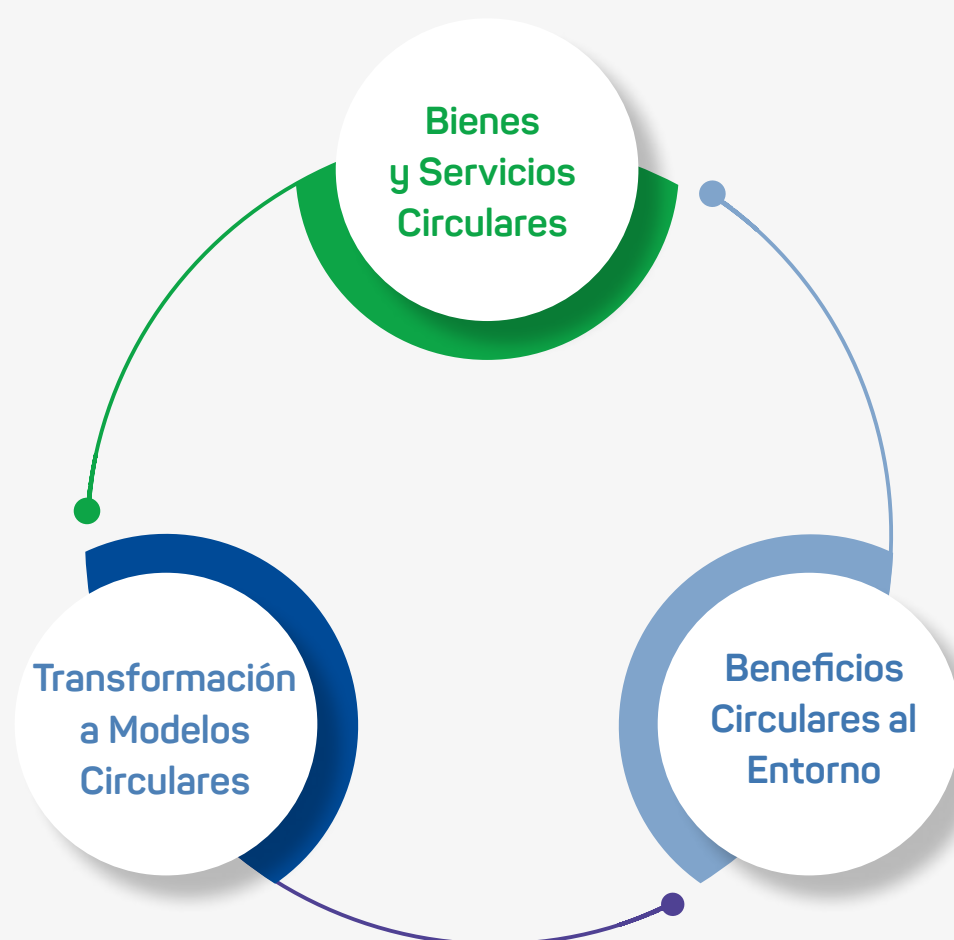 Bienes
y Servicios
Circulares
Transformación
a Modelos
Circulares
Beneficios
Circulares al
Entorno